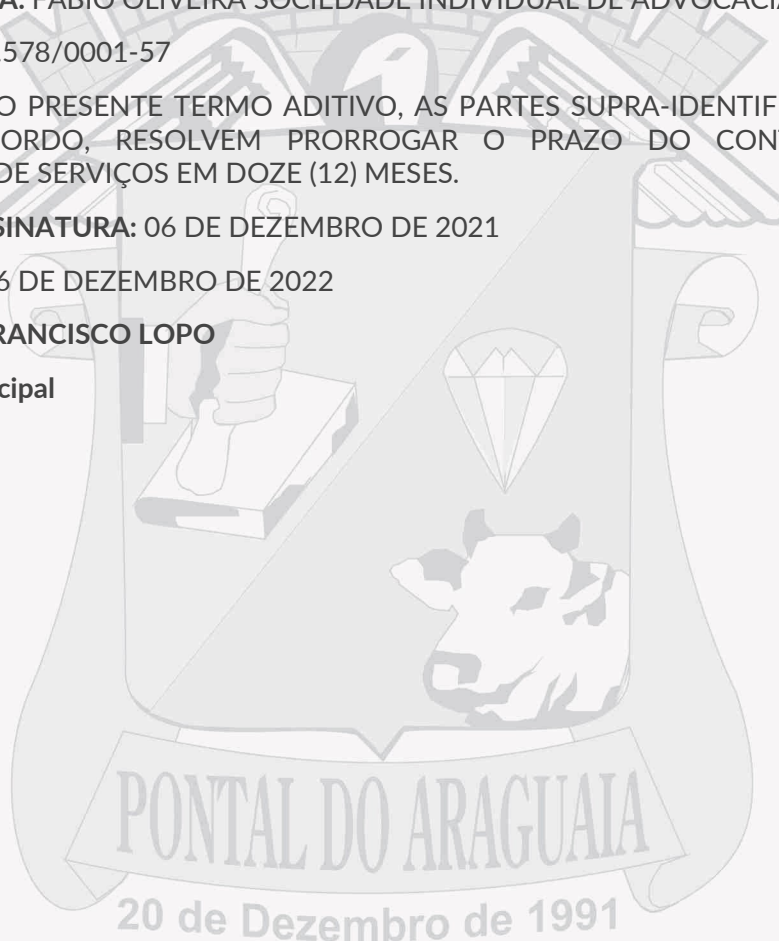 A: FÁBIO OLIVEIRA SOCIEDADE INDIVIDUAL DE ADVOCACIA
.578/0001-57
O PRESENTE TERMO ADITIVO, AS PARTES SUPRA-IDENTIF
ORDO, RESOLVEM PRORROGAR O PRAZO DO CON
DE SERVIÇOS EM DOZE (12) MESES.
SINATURA: 06 DE DEZEMBRO DE 2021
6 DE DEZEMBRO DE 2022
RANCISCO LOPO
cipal
PONTAL DO ARAGUAIA
20 de Dezembro de 1991